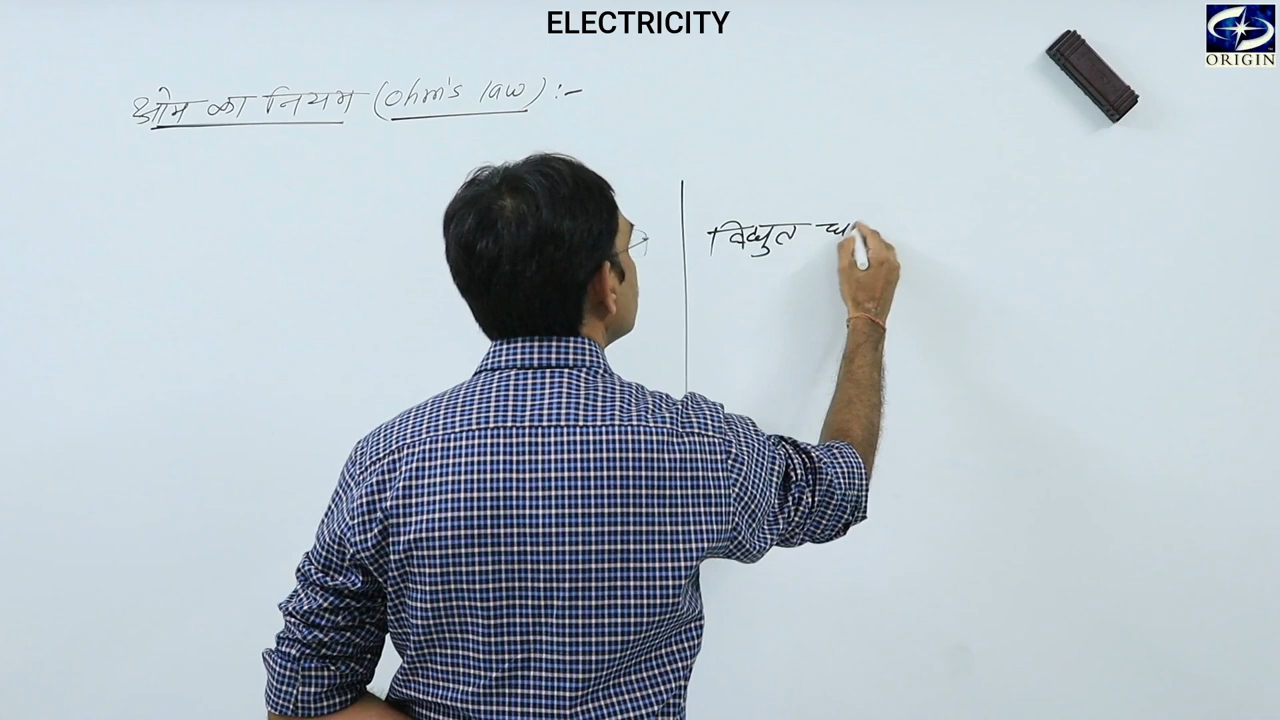 ELECTRICITY
ORIGIN
ओम का नियम (ohm's law) :-
विद्युत